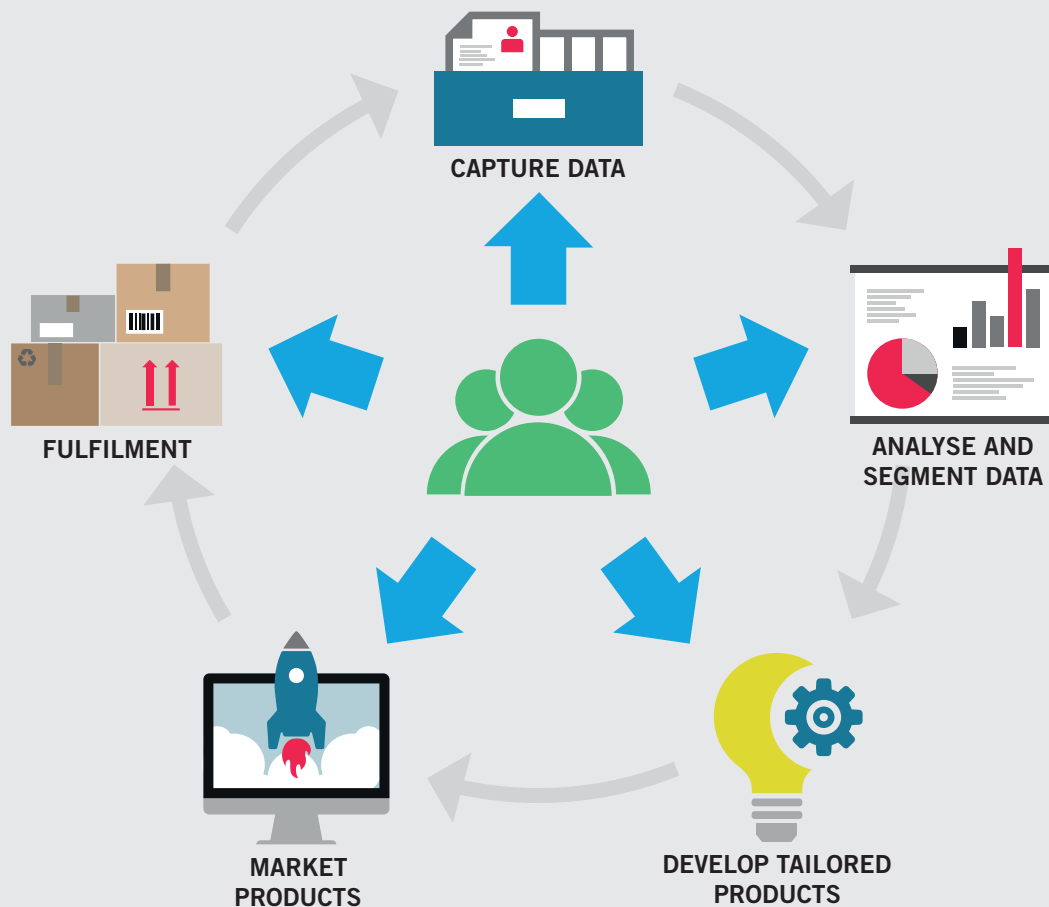 CAPTURE DATA
ANALYSE AND
SEGMENT DATA
DEVELOP TAILORED
PRODUCTS
MARKET
PRODUCTS
FULFILMENT